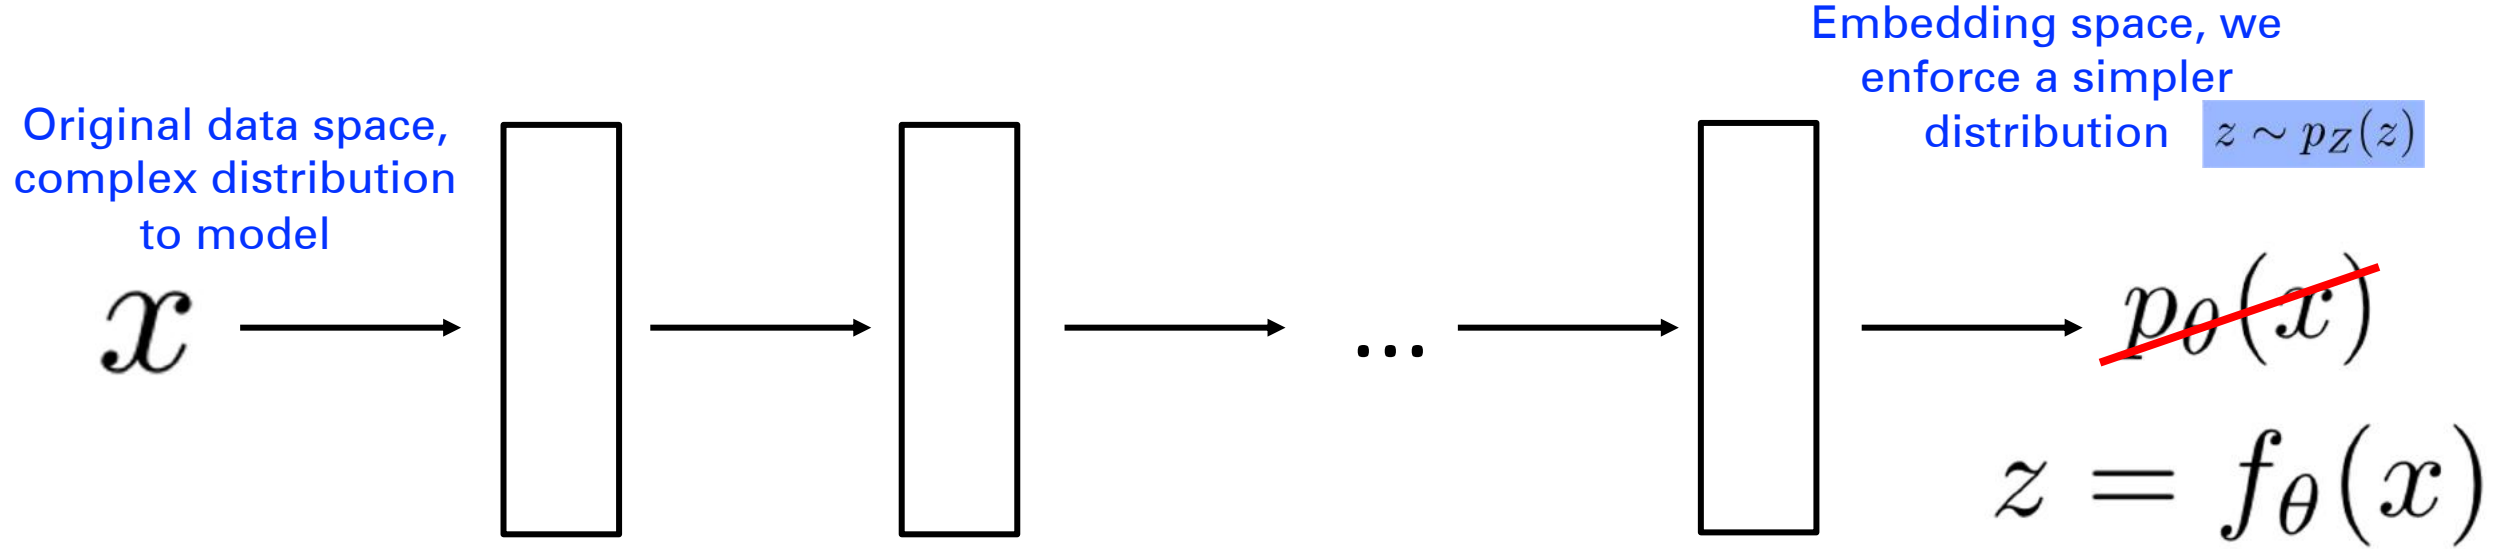 Original data space,
complex distribution
to model
x
...
Embedding space, we
enforce a simpler
distribution z ∼ p_Z(z)
p_θ(x)
z = f_θ(x)